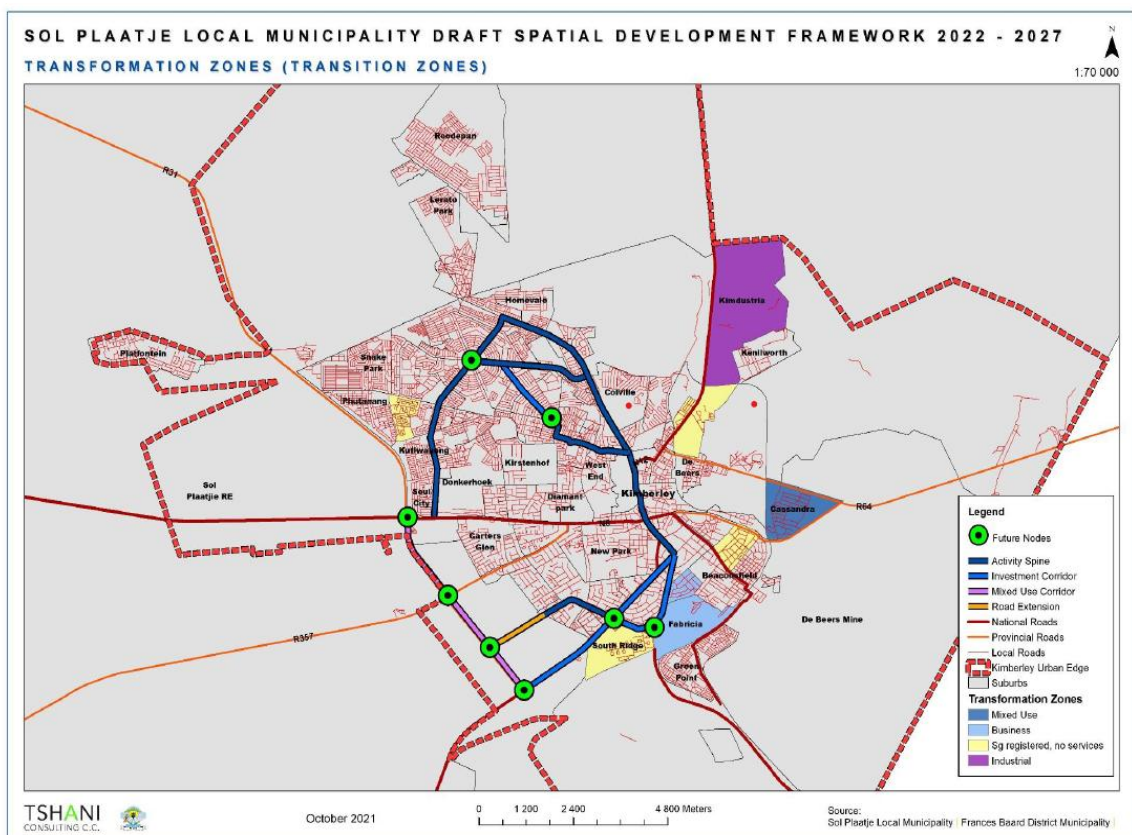 SOL PLAATJE LOCAL MUNICIPALITY DRAFT SPATIAL DEVELOPMENT FRAMEWORK 2022 - 2027
TRANSFORMATION ZONES (TRANSITION ZONES)
N
1:70 000
Roodepan
R31
Lerato
Park
Homevale
Kimdustria
Platfontein
Snake
Park
Kenilworth
Colville
Phutanang
Kutlwanong
Kirstenhof
West
End
De
Beers
Sol
Plaatjie RE
Soul
City
Donkerhoek
Diamant
park
Kimberley
Cassandra
R64
N8
Carters
Glen
New Park
Beaconsfield
Fabricia
De Beers Mine
R357
South Ridge
Green
Point
Legend
Future Nodes
Activity Spine
Investment Corridor
Mixed Use Corridor
Road Extension
National Roads
Provincial Roads
Local Roads
Kimberley Urban Edge
Suburbs
Transformation Zones
Mixed Use
Business
Sg registered, no services
Industrial
TSHANI
CONSULTING C.C.
October 2021
0 1 200 2 400 4 800 Meters
Source:
Sol Plaatje Local Municipality | Frances Baard District Municipality |